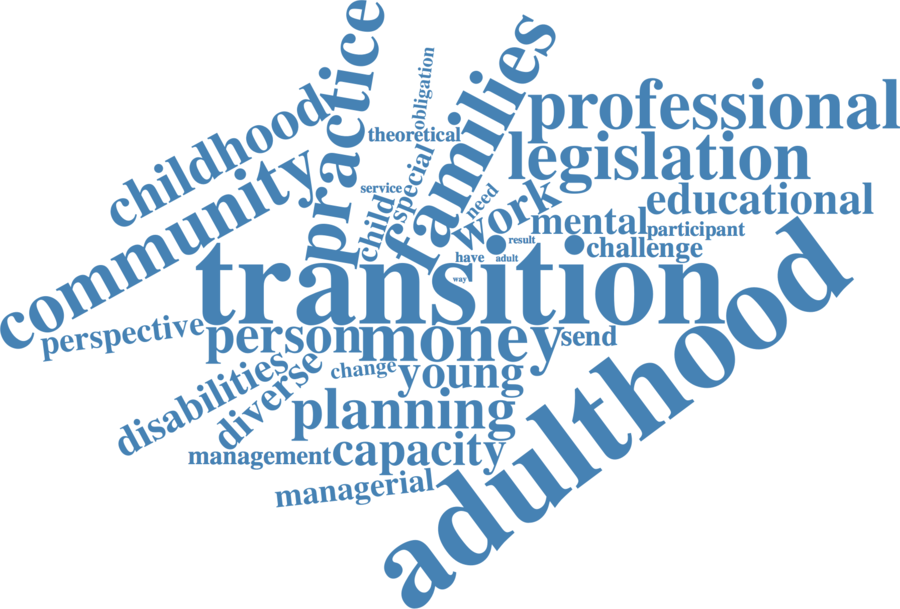 practice
families
obligation
childhood
professional
theoretical
legislation
community
special
service
child
need
work
educational
mental
participant
result
challenge
have
adult
transition
way
adulthood
perspective
person
money
send
disabilities
diverse
change
young
planning
management
capacity
managerial